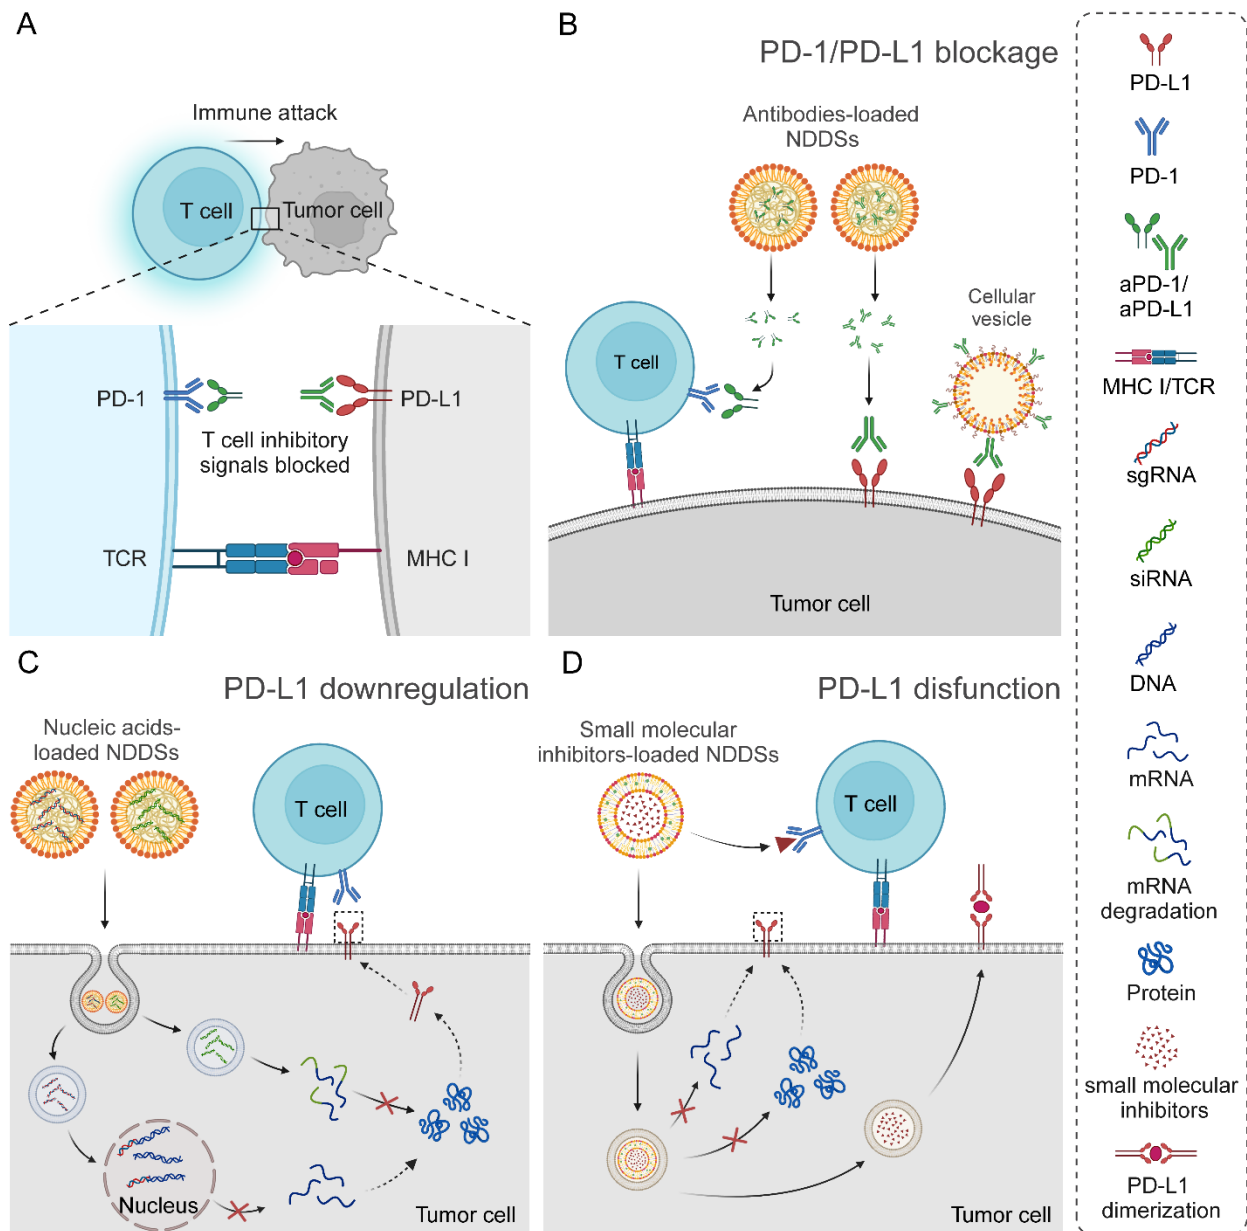 A
Immune attack
T cell
Tumor cell
PD-1
PD-L1
T cell inhibitory
signals blocked
TCR
MHC I
B
PD-1/PD-L1 blockage
Antibodies-loaded
NDDSs
Cellular
vesicle
T cell
Tumor cell
C
PD-L1 downregulation
Nucleic acids-
loaded NDDSs
T cell
Nucleus
Tumor cell
D
PD-L1 disfunction
Small molecular
inhibitors-loaded NDDSs
T cell
Tumor cell
PD-L1
PD-1
aPD-1/
aPD-L1
MHC I/TCR
sgRNA
siRNA
DNA
mRNA
mRNA
degradation
Protein
small molecular
inhibitors
PD-L1
dimerization